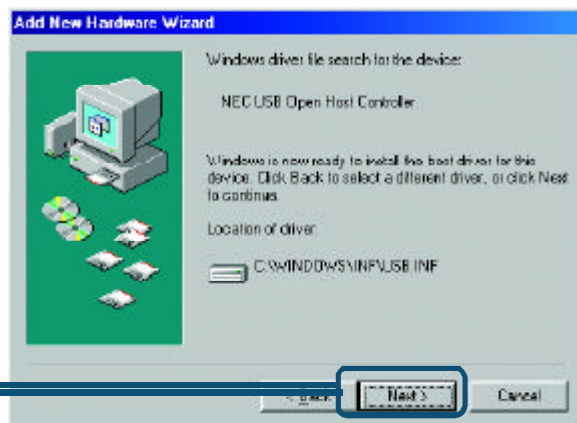 Add New Hardware Wizard
Windows driver file search for the device:
NEC USB Open Host Controller
Windows is now ready to install the best driver for this
device. Click Back to select a different driver, or click Next
to continue.
Location of driver:
C:\WINDOWS\INF\USB.INF
< Back
Next >
Cancel